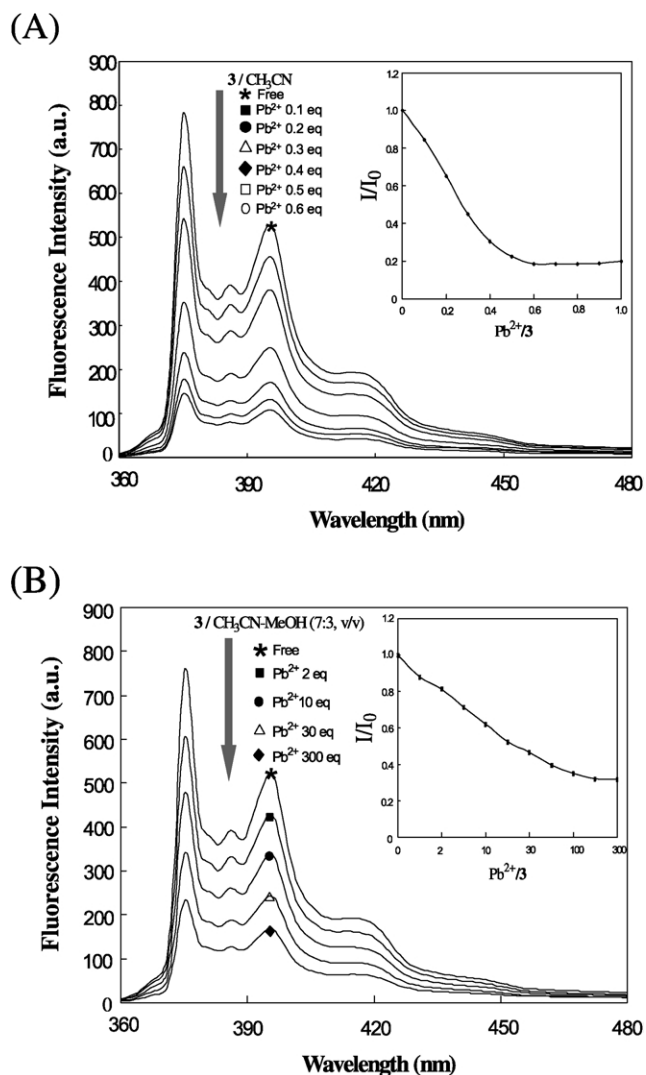 (A)
3 / CH₃CN
Free
Pb²⁺ 0.1 eq
Pb²⁺ 0.2 eq
Pb²⁺ 0.3 eq
Pb²⁺ 0.4 eq
Pb²⁺ 0.5 eq
Pb²⁺ 0.6 eq
900
800
700
600
500
400
300
200
100
0
Fluorescence Intensity (a.u.)
360
390
420
450
480
Wavelength (nm)
1.2
1.0
0.8
0.6
0.4
0.2
0
I/I₀
0
0.2
0.4
0.6
0.8
1.0
Pb²⁺/3
(B)
3 / CH₃CN-MeOH (7:3, v/v)
Free
Pb²⁺ 2 eq
Pb²⁺10 eq
Pb²⁺ 30 eq
Pb²⁺ 300 eq
900
800
700
600
500
400
300
200
100
0
Fluorescence Intensity (a.u.)
360
390
420
450
480
Wavelength (nm)
1.2
1.0
0.8
0.6
0.4
0.2
0
I/I₀
0
2
10
30
100
300
Pb²⁺/3